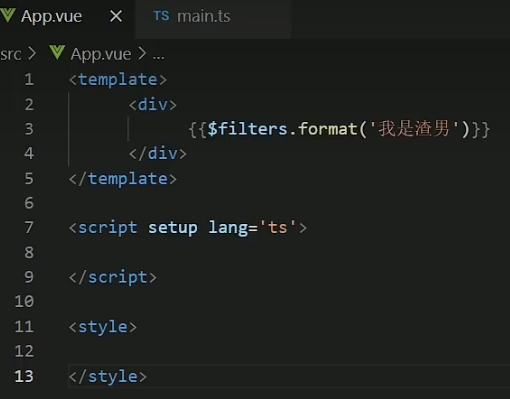 App.vue × TS main.ts
src > App.vue > ...
1 <template>
2 <div>
3 {{$filters.format('我是渣男')}}
4 </div>
5 </template>
6
7 <script setup lang='ts'>
8
9 </script>
10
11 <style>
12
13 </style>